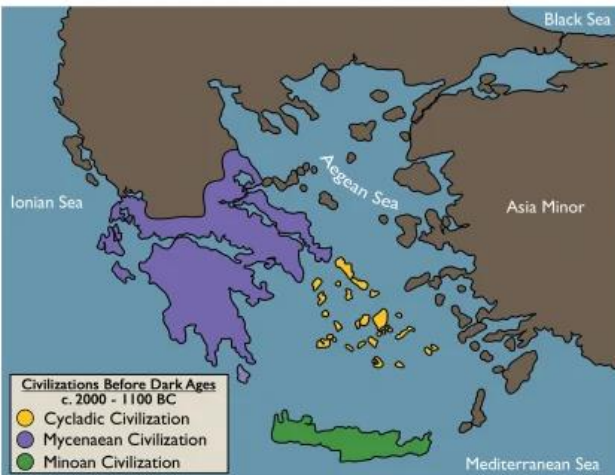 Black Sea
Aegean Sea
Ionian Sea
Asia Minor
Civilizations Before Dark Ages
c. 2000 - 1100 BC
Cycladic Civilization
Mycenaean Civilization
Minoan Civilization
Mediterranean Sea